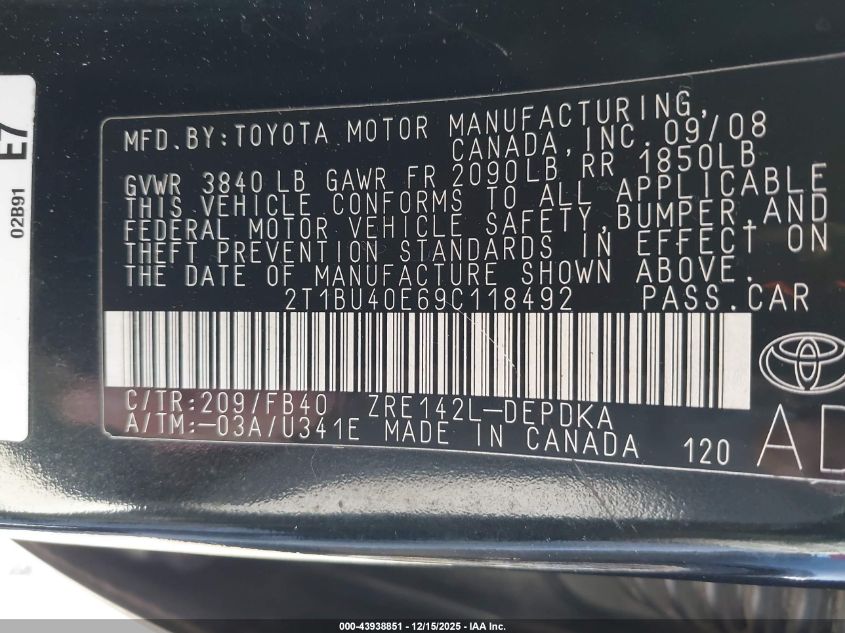 E7
02B91
MFD.BY:TOYOTA MOTOR MANUFACTURING,
CANADA,INC.09/08
GVWR 3840 LB GAWR FR 2090LB RR 1850LB
THIS VEHICLE CONFORMS TO ALL APPLICABLE
FEDERAL MOTOR VEHICLE SAFETY,BUMPER,AND
THEFT PREVENTION STANDARDS IN EFFECT ON
THE DATE OF MANUFACTURE SHOWN ABOVE.
2T1BU40E69C118492 PASS.CAR
C/TR:209/FB40 ZRE142L-DEPDKA
A/TM:-03A/U341E MADE IN CANADA 120
AD
000-43938851 - 12/15/2025 - IAA Inc.